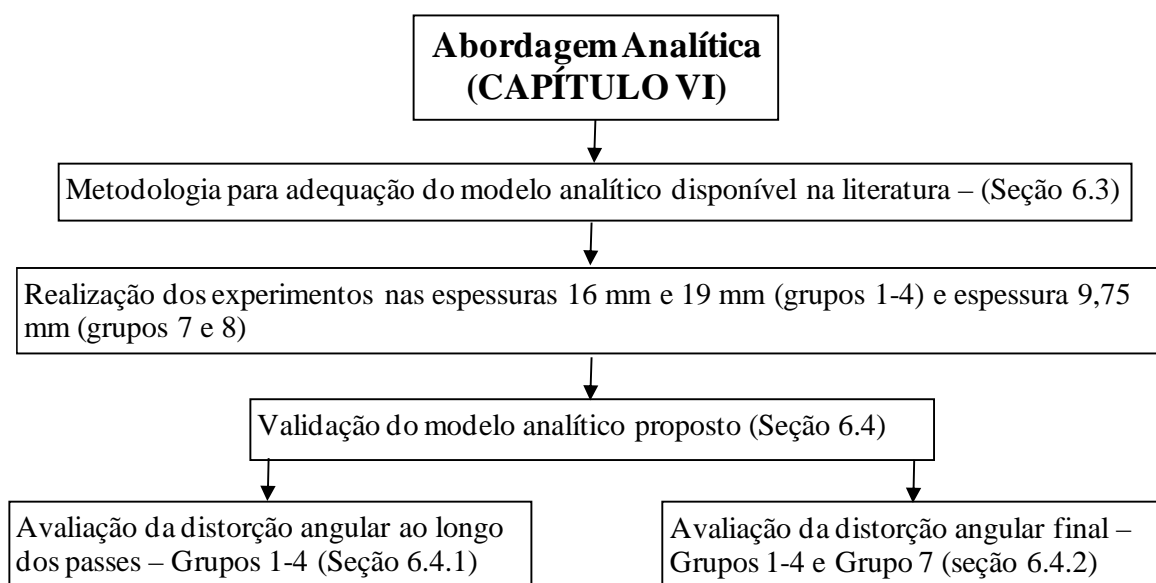 Abordagem Analítica
(CAPÍTULO VI)
Metodologia para adequação do modelo analítico disponível na literatura – (Seção 6.3)
Realização dos experimentos nas espessuras 16 mm e 19 mm (grupos 1-4) e espessura 9,75
mm (grupos 7 e 8)
Validação do modelo analítico proposto (Seção 6.4)
Avaliação da distorção angular ao longo
dos passes – Grupos 1-4 (Seção 6.4.1)
Avaliação da distorção angular final –
Grupos 1-4 e Grupo 7 (seção 6.4.2)